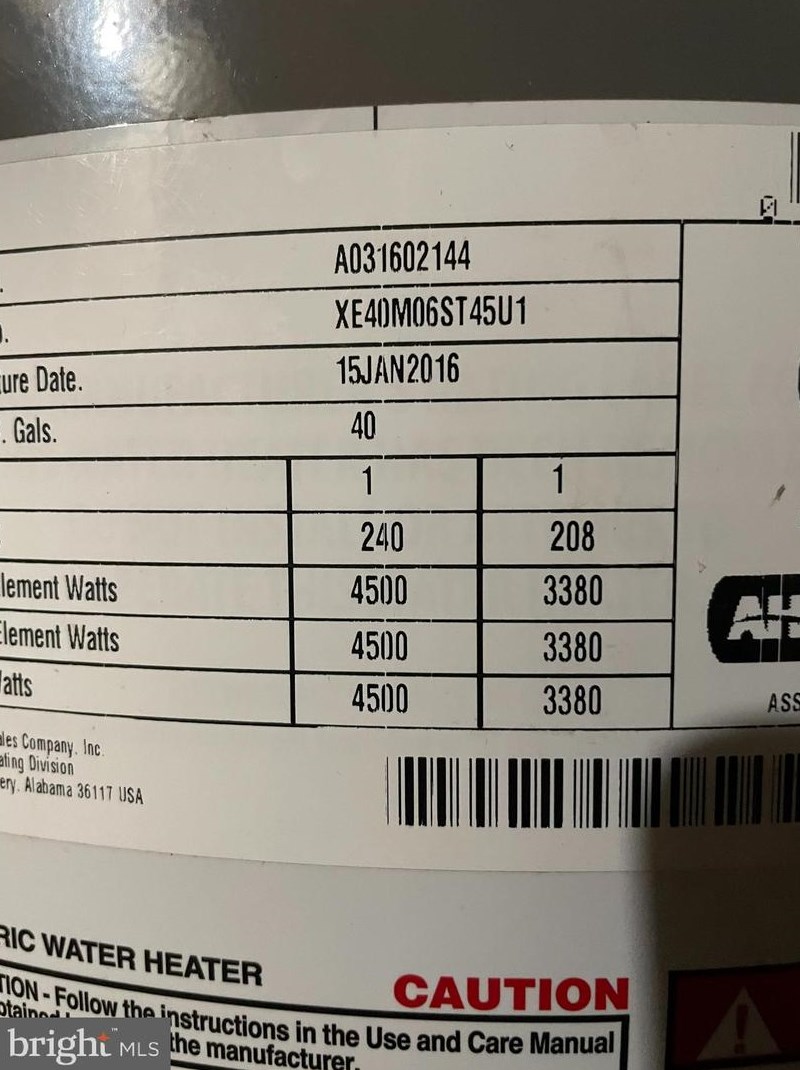 A031602144
XE40M06ST45U1
ure Date. 15JAN2016
. Gals. 40
1 1
240 208
lement Watts 4500 3380
Element Watts 4500 3380
atts 4500 3380
ales Company, Inc.
ating Division
ery, Alabama 36117 USA
ASS
RIC WATER HEATER
CAUTION
TION - Follow the instructions in the Use and Care Manual
the manufacturer.
bright™ MLS